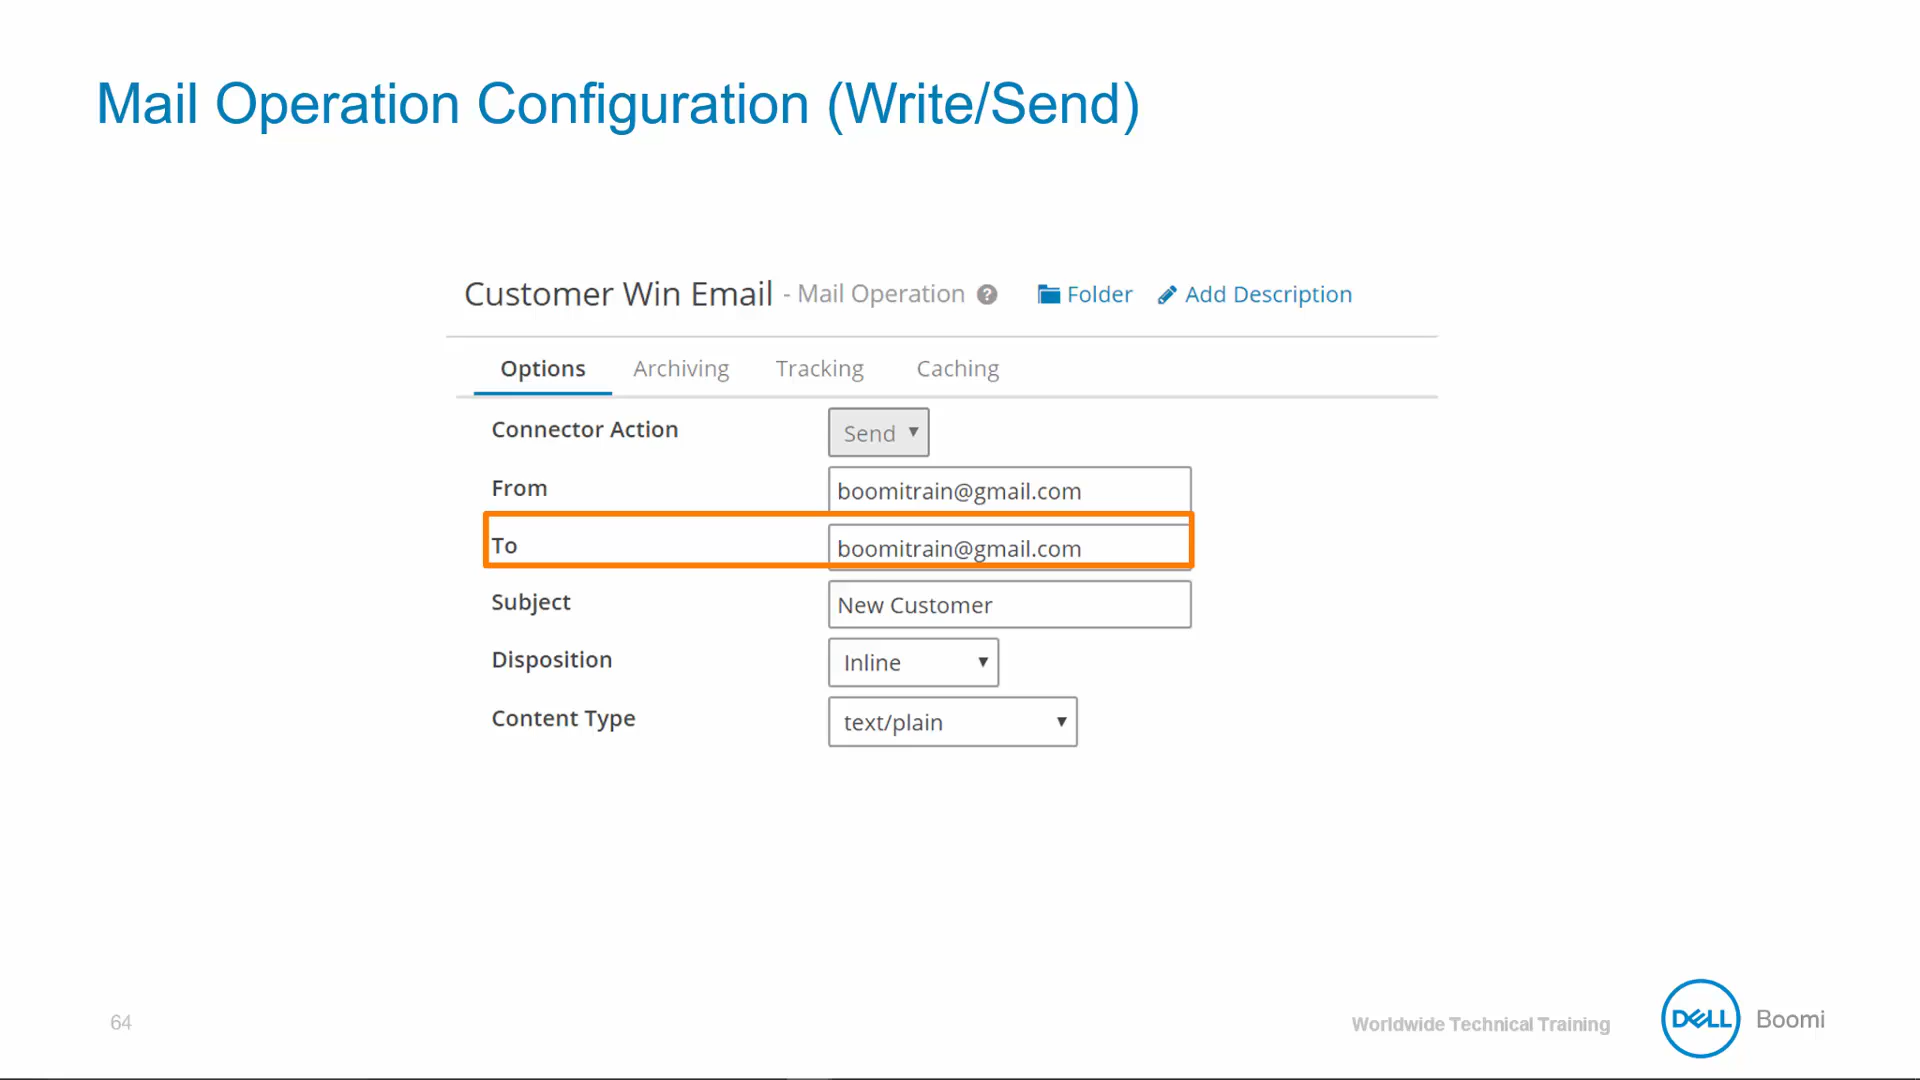 Mail Operation Configuration (Write/Send)
Customer Win Email - Mail Operation ? Folder Add Description
Options Archiving Tracking Caching
Connector Action Send
From boomitrain@gmail.com
To boomitrain@gmail.com
Subject New Customer
Disposition Inline
Content Type text/plain
64 Worldwide Technical Training DELL Boomi